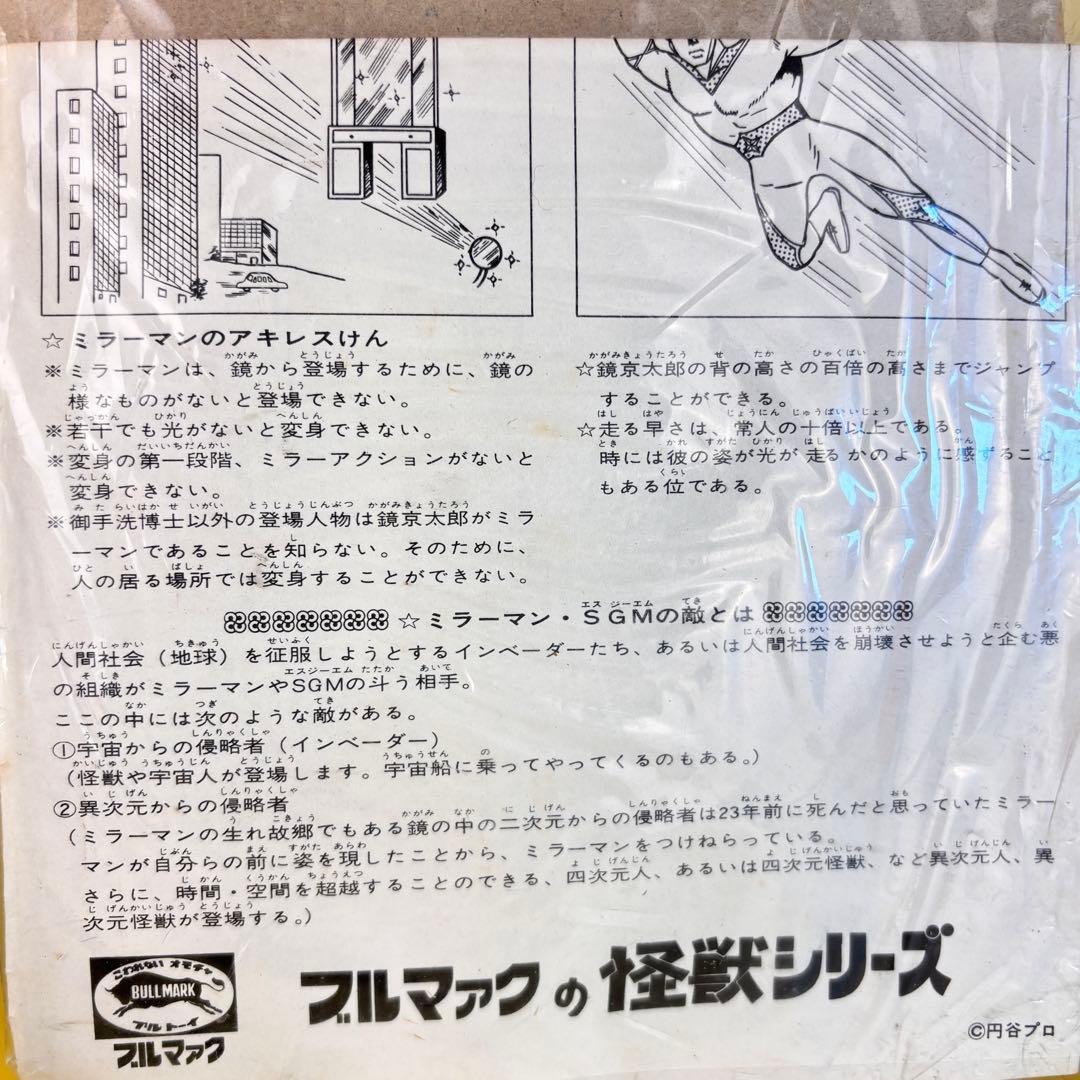 ☆ミラーマンのアキレスけん
※ミラーマンは、鏡から登場するために、鏡の
様なものがないと登場できない。
※若干でも光がないと変身できない。
※変身の第一段階、ミラーアクションがないと
変身できない。
※御手洗博士以外の登場人物は鏡京太郎がミラ
ーマンであることを知らない。そのために、
人の居る場所では変身することができない。
☆鏡京太郎の背の高さの百倍の高さまでジャンプ
することができる。
☆走る早さは、常人の十倍以上である。
時には彼の姿が光が走るかのように感ずること
もある位である。
☆ミラーマン・SGMの敵とは
人間社会(地球)を征服しようとするインベーダーたち、あるいは人間社会を崩壊させようと企む悪
の組織がミラーマンやSGMの斗う相手。
ここの中には次のような敵がある。
①宇宙からの侵略者(インベーダー)
(怪獣や宇宙人が登場します。宇宙船に乗ってやってくるのもある。)
②異次元からの侵略者
(ミラーマンの生れ故郷でもある鏡の中の二次元からの侵略者は23年前に死んだと思っていたミラー
マンが自分らの前に姿を現したことから、ミラーマンをつけねらっている。
さらに、時間・空間を超越することのできる、四次元人、あるいは四次元怪獣、など異次元人、異
次元怪獣が登場する。)
こわれない オモチャ
BULLMARK
ブルトーイ
ブルマァク
ブルマァクの怪獣シリーズ
©円谷プロ